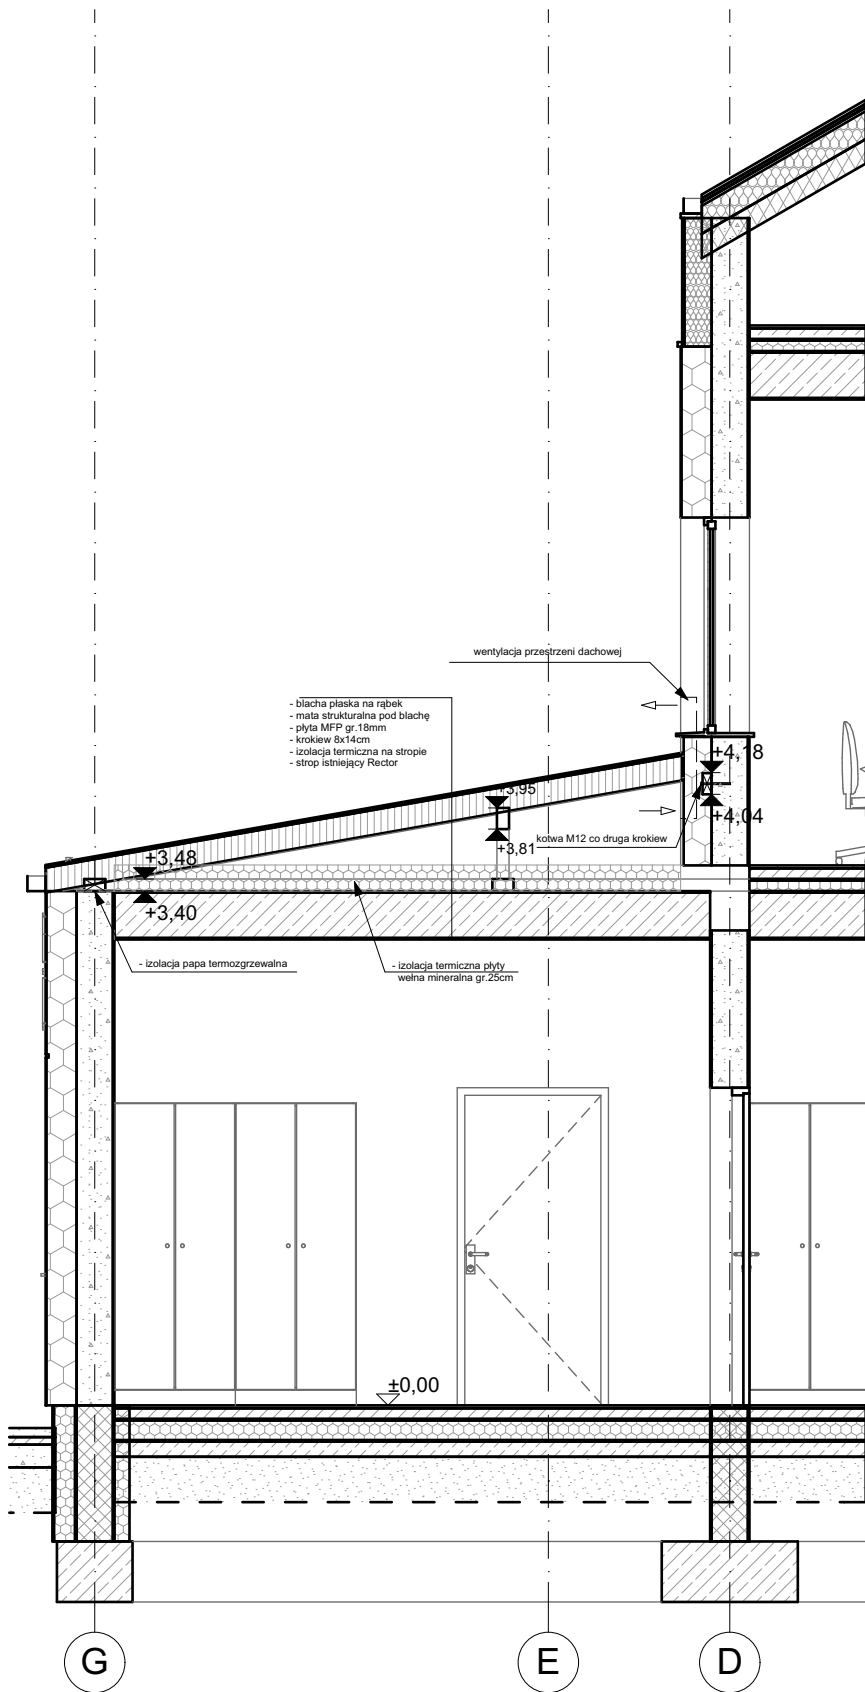 wentylacja przestrzeni dachowej
- blacha płaska na rąbek
- mata strukturalna pod blachę
- płyta MFP gr.18mm
- krokiew 8x14cm
- izolacja termiczna na stropie
- strop istniejący Rector
+4,18
+3,95
+4,04
kotwa M12 co druga krokiew
+3,81
+3,48
+3,40
- izolacja papa termozgrzewalna
- izolacja termiczna płyty
wełna mineralna gr.25cm
±0,00
G
E
D